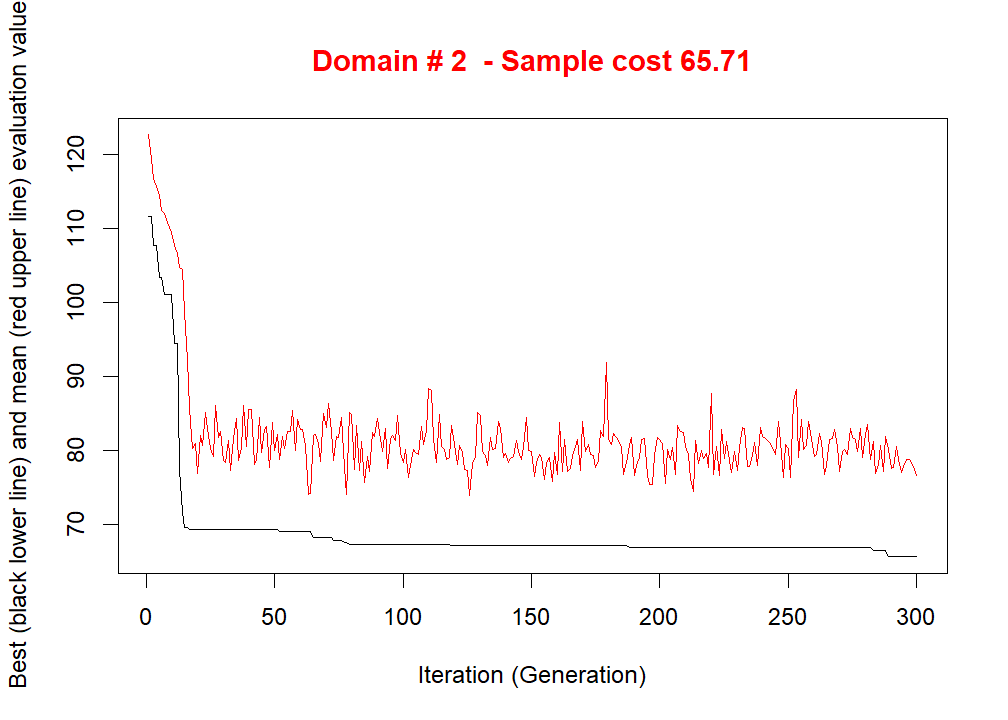 Domain # 2  - Sample cost 65.71
Best (black lower line) and mean (red upper line) evaluation value
120
110
100
90
80
70
0 50 100 150 200 250 300
Iteration (Generation)